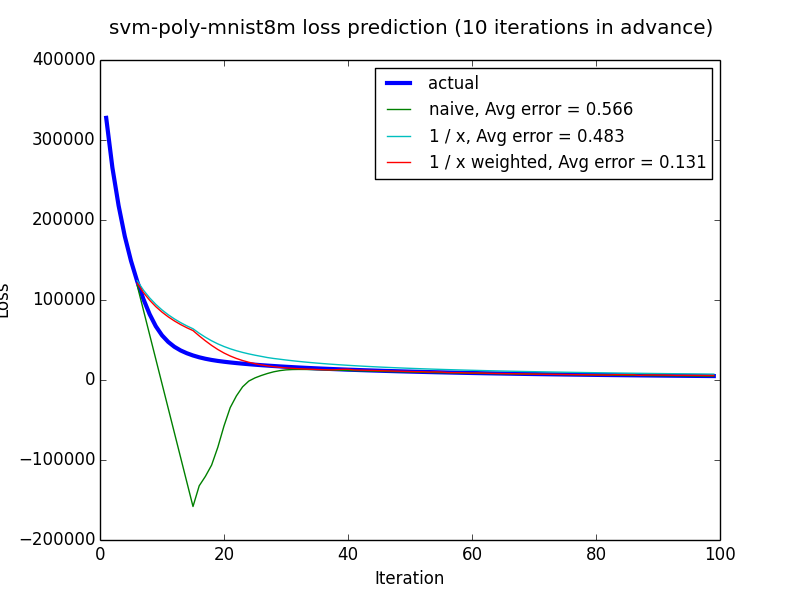 svm-poly-mnist8m loss prediction (10 iterations in advance)
400000
300000
200000
100000
0
−100000
−200000
Loss
actual
naive, Avg error = 0.566
1 / x, Avg error = 0.483
1 / x weighted, Avg error = 0.131
0 20 40 60 80 100
Iteration